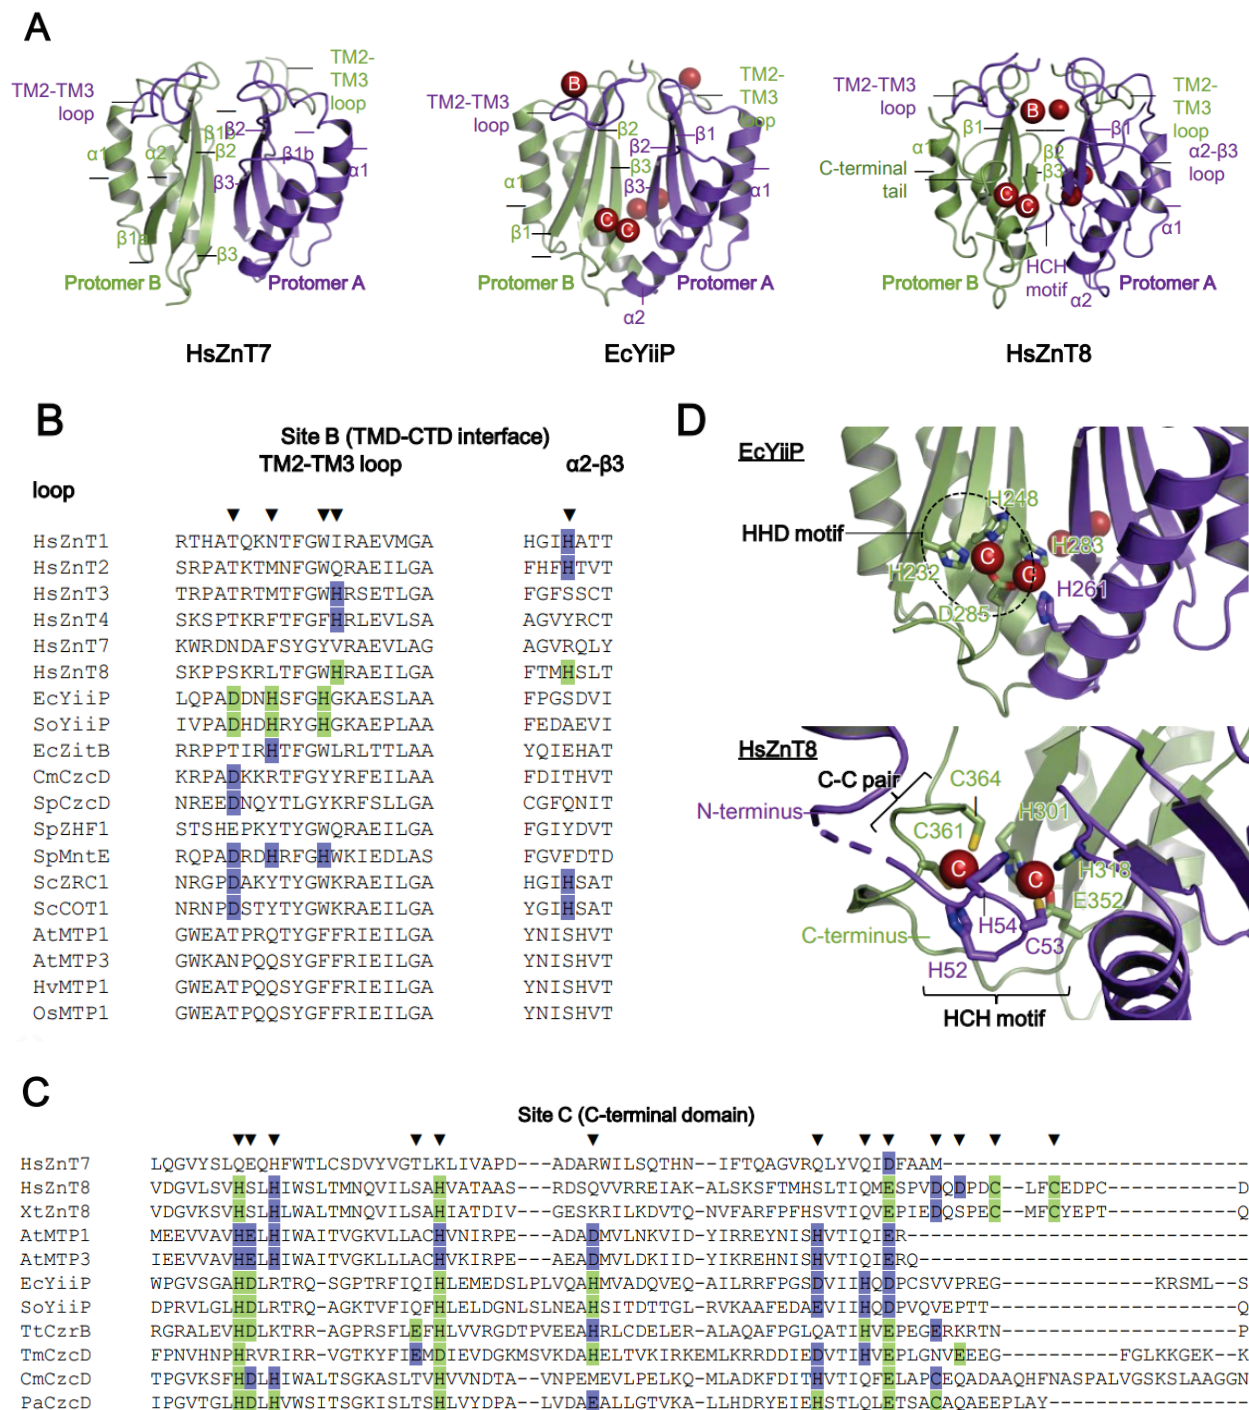 A
TM2-TM3
loop
TM2-
TM3
loop
α1
α2
β1b
β2
β2
β1b
α1
β3
β1a
β3
Protomer B
Protomer A
HsZnT7
B
TM2-TM3
loop
TM2-
TM3
loop
β2
β1
β2
β3
α1
β3
α1
C
C
β1
Protomer B
Protomer A
α2
EcYiiP
TM2-TM3
loop
TM2-
TM3
loop
B
β1
β1
α1
β2
α2-β3
loop
C-terminal
tail
β3
C
C
α1
HCH
motif
α2
Protomer B
Protomer A
HsZnT8
B
Site B (TMD-CTD interface)
TM2-TM3 loop α2-β3
loop
HsZnT1 RTHATQKNTFGWIRAEVMGA HGIHATT
HsZnT2 SRPATKTMNFGWQRAEILGA FHFHTVT
HsZnT3 TRPATRTMTFGWHRSETLGA FGFSSCT
HsZnT4 SKSPTKRFTFGFHRLEVLSA AGVYRCT
HsZnT7 KWRDNDAFSYGYVRAEVLAG AGVRQLY
HsZnT8 SKPPSKRLTFGWHRAEILGA FTMHSLT
EcYiiP LQPADDNHSFGHGKAESLAA FPGSDVI
SoYiiP IVPADHDHRYGHGKAEPLAA FEDAEVI
EcZitB RRPPTIRHTFGWLRLTTLAA YQIEHAT
CmCzcD KRPADKKRTFGYYRFEILAA FDITHVT
SpCzcD NREEDNQYTLGYKRFSLLGA CGFQNIT
SpZHF1 STSHEPKYTYGWQRAEILGA FGIYDVT
SpMntE RQPADRDHRFGHWKIEDLAS FGVFDTD
ScZRC1 NRGPDAKYTYGWKRAEILGA HGIHSAT
ScCOT1 NRNPDSTYTYGWKRAEILGA YGIHSAT
AtMTP1 GWEATPRQTYGFFRIEILGA YNISHVT
AtMTP3 GWKANPQQSYGFFRIEILGA YNISHVT
HvMTP1 GWEATPQQSYGFFRIEILGA YNISHVT
OsMTP1 GWEATPQQSYGFFRIEILGA YNISHVT
D
EcYiiP
H248
HHD motif
C
H283
H232
C
H261
D285
HsZnT8
C-C pair
C364
N-terminus
H301
C361
C
C
H318
E352
H54
C-terminus
C53
H52
HCH motif
C
Site C (C-terminal domain)
HsZnT7 LQGVYSLQEQHFWTLCSDVYVGTLKLIVAPD---ADARWILSQTHN--IFTQAGVRQLYVQIDFAAM--------------------------
HsZnT8 VDGVLSVHSLHIWSLTMNQVILSAHVATAAS---RDSQVVRREIAK-ALSKSFTMHSLTIQMESPVDQDPDC--LFCEDPC-----------D
XtZnT8 VDGVKSVHSLHLWALTMNQVILSAHIATDIV---GESKRILKDVTQ-NVFARFPFHSVTIQVEPIEDQSPEC--MFCYEPT-----------Q
AtMTP1 MEEVVAVHELHIWAITVGKVLLACHVNIRPE---ADADMVLNKVIDYIRREYNISHVTIQIER------------------------------
AtMTP3 IEEVVAVHELHIWAITVGKLLLACHVKIRPE---AEADMVLDKIIDYIKREHNISHVTIQIERQ-----------------------------
EcYiiP WPGVSGAHDLRTRQ-SGPTRFIQIHLEMEDSLPLVQAHMVADQVEQ-AILRRFPGSDVIIHQDPCSVVPREG-------------KRSML--S
SoYiiP DPRVLGLHDLRTRQ-AGKTVFIQFHLELDGNLSLNEAHSITDTTGL-RVKAAFEDAEVIIHQDPVQVEPTT---------------------Q
TtCzrB RGRALEVHDLKTRR-AGPRSFLEFHLVVRGDTPVEEAHRLCDELER-ALAQAFPGLQATIHVEPEGERKRTN--------------------P
TmCzcD FPNVHNPHRVRIRR-VGTKYFIEMDIEVDGKMSVKDAHELTVKIRKEMLKRRDDIEDVTIHVEPLGNVEEEG----------FGLKKGEK--K
CmCzcD TPGVKSFHDLHIWALTSGKASLTVHVVNDTA---VNPEMEVLPELKQ-MLADKFDITHVTIQFELAPCEQADAAQHFNASPALVGSKSLAAGGN
PaCzcD IPGVTGLHDLHVWSITSGKISLTSHLVYDPA---LVDAEALLGTVKA-LLHDRYEIEHSTLQLETSACAQAEEPLAY-----------------